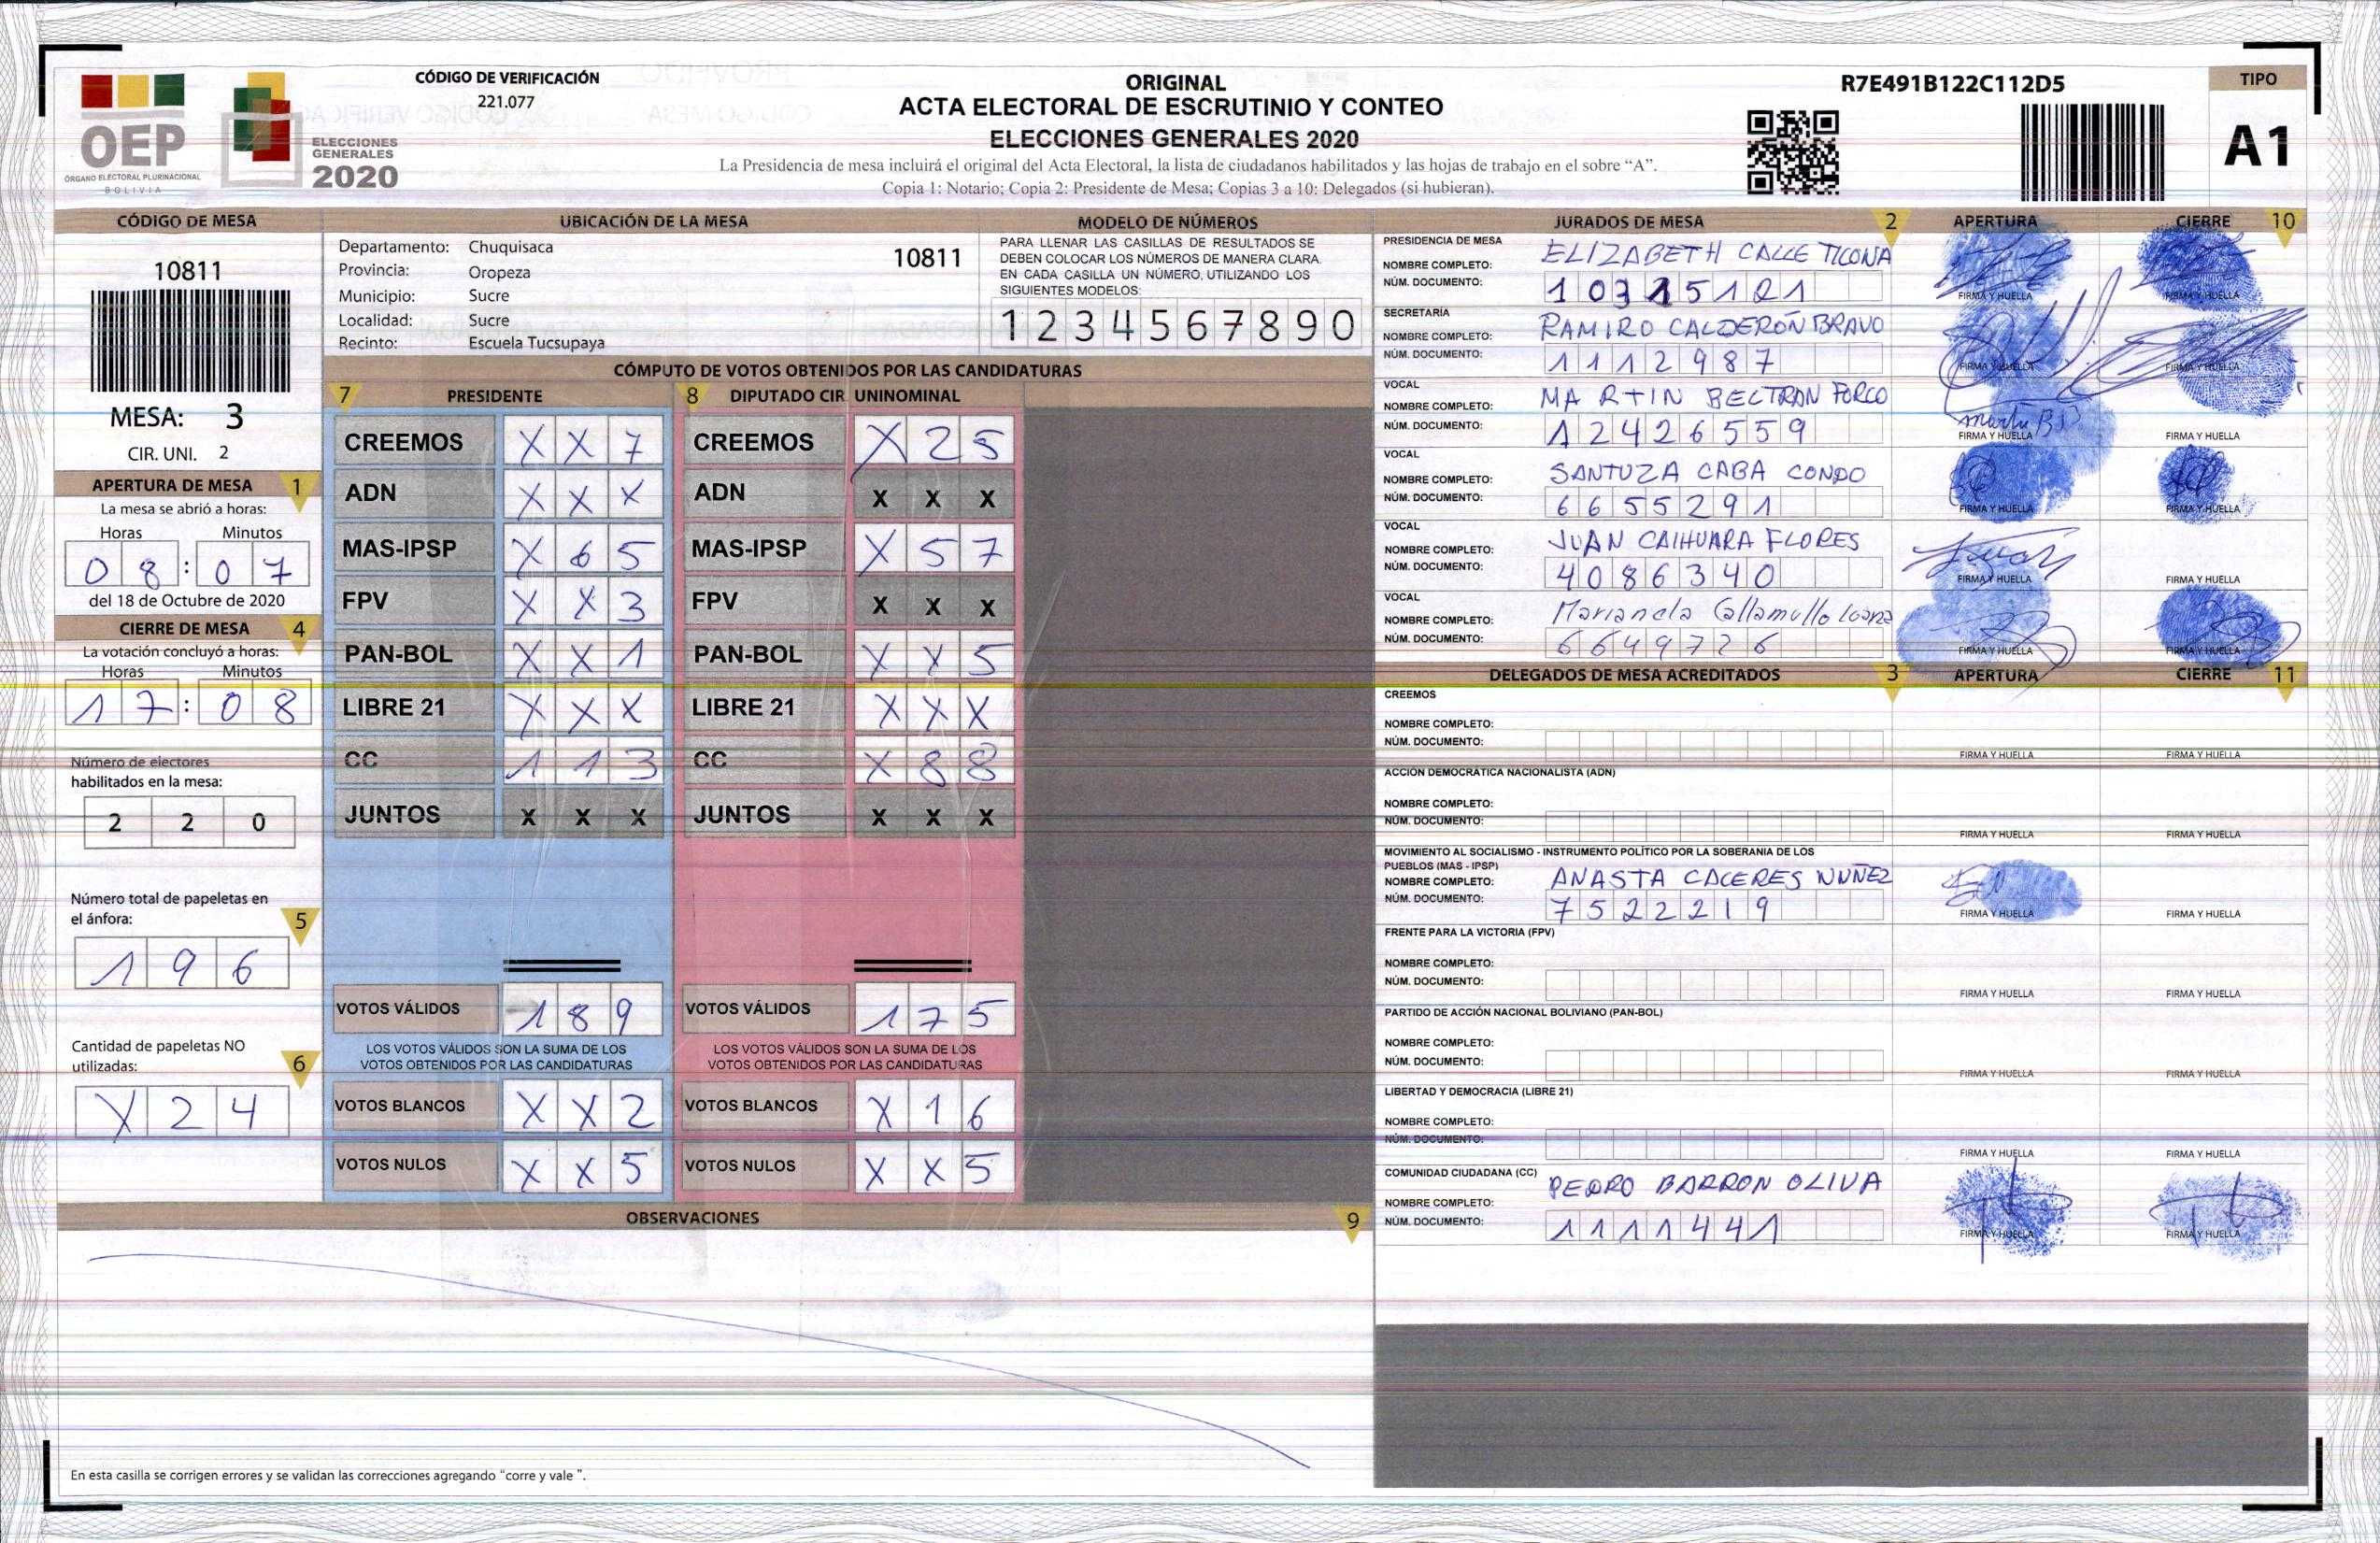 CÓDIGO DE VERIFICACIÓN
221.077
OEP
ÓRGANO ELECTORAL PLURINACIONAL
BOLIVIA
ELECCIONES
GENERALES
2020
ORIGINAL
ACTA ELECTORAL DE ESCRUTINIO Y CONTEO
ELECCIONES GENERALES 2020
La Presidencia de mesa incluirá el original del Acta Electoral, la lista de ciudadanos habilitados y las hojas de trabajo en el sobre “A”.
Copia 1: Notario; Copia 2: Presidente de Mesa; Copias 3 a 10: Delegados (si hubieran).
R7E491B122C112D5
TIPO
A1
CÓDIGO DE MESA
10811
MESA: 3
CIR. UNI. 2
APERTURA DE MESA 1
La mesa se abrió a horas:
Horas Minutos
08:07
del 18 de Octubre de 2020
CIERRE DE MESA 4
La votación concluyó a horas:
Horas Minutos
17:08
Número de electores
habilitados en la mesa:
2 2 0
Número total de papeletas en
el ánfora: 5
1 9 6
Cantidad de papeletas NO
utilizadas: 6
X 2 4
UBICACIÓN DE LA MESA
Departamento: Chuquisaca 10811
Provincia: Oropeza
Municipio: Sucre
Localidad: Sucre
Recinto: Escuela Tucsupaya
MODELO DE NÚMEROS
PARA LLENAR LAS CASILLAS DE RESULTADOS SE
DEBEN COLOCAR LOS NÚMEROS DE MANERA CLARA.
EN CADA CASILLA UN NÚMERO, UTILIZANDO LOS
SIGUIENTES MODELOS:
1 2 3 4 5 6 7 8 9 0
CÓMPUTO DE VOTOS OBTENIDOS POR LAS CANDIDATURAS
7 PRESIDENTE 8 DIPUTADO CIR. UNINOMINAL
CREEMOS X X 7 CREEMOS X 2 5
ADN X X X ADN X X X
MAS-IPSP X 6 5 MAS-IPSP X 5 7
FPV X X 3 FPV X X X
PAN-BOL X X 1 PAN-BOL X X 5
LIBRE 21 X X X LIBRE 21 X X X
CC 1 1 3 CC X 8 8
JUNTOS X X X JUNTOS X X X
VOTOS VÁLIDOS 1 8 9 VOTOS VÁLIDOS 1 7 5
LOS VOTOS VÁLIDOS SON LA SUMA DE LOS LOS VOTOS VÁLIDOS SON LA SUMA DE LOS
VOTOS OBTENIDOS POR LAS CANDIDATURAS VOTOS OBTENIDOS POR LAS CANDIDATURAS
VOTOS BLANCOS X X 2 VOTOS BLANCOS X 1 6
VOTOS NULOS X X 5 VOTOS NULOS X X 5
OBSERVACIONES 9
En esta casilla se corrigen errores y se validan las correcciones agregando “corre y vale ”.
JURADOS DE MESA 2 APERTURA CIERRE 10
PRESIDENCIA DE MESA
NOMBRE COMPLETO: ELIZABETH CALLE TICONA
NÚM. DOCUMENTO: FIRMA Y HUELLA FIRMA Y HUELLA
SECRETARÍA
NOMBRE COMPLETO: RAMIRO CALDERÓN BRAVO
NÚM. DOCUMENTO: 1112987 FIRMA Y HUELLA FIRMA Y HUELLA
VOCAL
NOMBRE COMPLETO: MARTIN BELTRAN PORCO
NÚM. DOCUMENTO: 12426559 FIRMA Y HUELLA FIRMA Y HUELLA
VOCAL
NOMBRE COMPLETO: SANTUZA CABA CONDO
NÚM. DOCUMENTO: 6655291 FIRMA Y HUELLA FIRMA Y HUELLA
VOCAL
NOMBRE COMPLETO: JUAN CAIHUARA FLORES
NÚM. DOCUMENTO: 4086340 FIRMA Y HUELLA FIRMA Y HUELLA
VOCAL
NOMBRE COMPLETO: Marianela
NÚM. DOCUMENTO: 6649726 FIRMA Y HUELLA FIRMA Y HUELLA
DELEGADOS DE MESA ACREDITADOS 3 APERTURA CIERRE 11
CREEMOS
NOMBRE COMPLETO:
NÚM. DOCUMENTO: FIRMA Y HUELLA FIRMA Y HUELLA
ACCIÓN DEMOCRÁTICA NACIONALISTA (ADN)
NOMBRE COMPLETO:
NÚM. DOCUMENTO: FIRMA Y HUELLA FIRMA Y HUELLA
MOVIMIENTO AL SOCIALISMO - INSTRUMENTO POLÍTICO POR LA SOBERANIA DE LOS
PUEBLOS (MAS - IPSP)
NOMBRE COMPLETO: ANASTA CACERES NUÑEZ
NÚM. DOCUMENTO: 7522219 FIRMA Y HUELLA FIRMA Y HUELLA
FRENTE PARA LA VICTORIA (FPV)
NOMBRE COMPLETO:
NÚM. DOCUMENTO: FIRMA Y HUELLA FIRMA Y HUELLA
PARTIDO DE ACCIÓN NACIONAL BOLIVIANO (PAN-BOL)
NOMBRE COMPLETO:
NÚM. DOCUMENTO: FIRMA Y HUELLA FIRMA Y HUELLA
LIBERTAD Y DEMOCRACIA (LIBRE 21)
NOMBRE COMPLETO:
NÚM. DOCUMENTO: FIRMA Y HUELLA FIRMA Y HUELLA
COMUNIDAD CIUDADANA (CC)
NOMBRE COMPLETO: PEDRO BARRON OLIVA
NÚM. DOCUMENTO: 1111441 FIRMA Y HUELLA FIRMA Y HUELLA